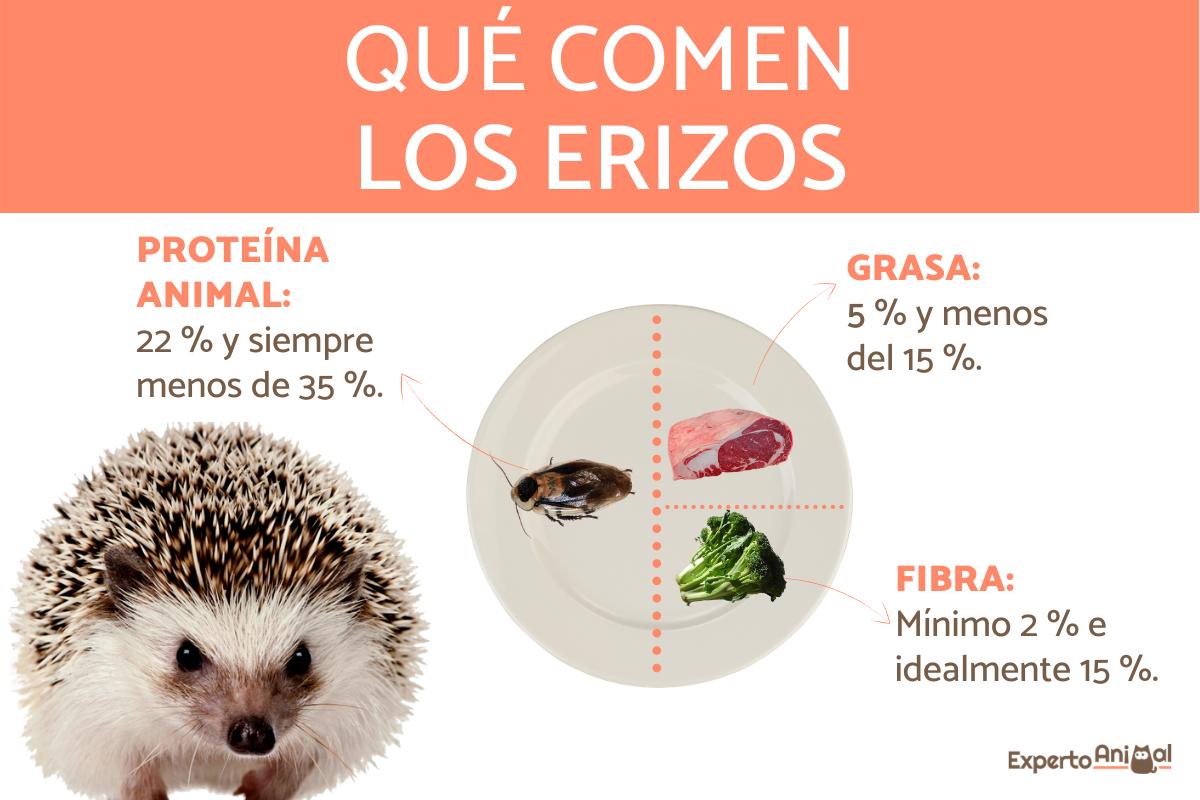 QUÉ COMEN
LOS ERIZOS
PROTEÍNA
ANIMAL:
22 % y siempre
menos de 35 %.
GRASA:
5 % y menos
del 15 %.
FIBRA:
Mínimo 2 % e
idealmente 15 %.
ExpertoAnimal